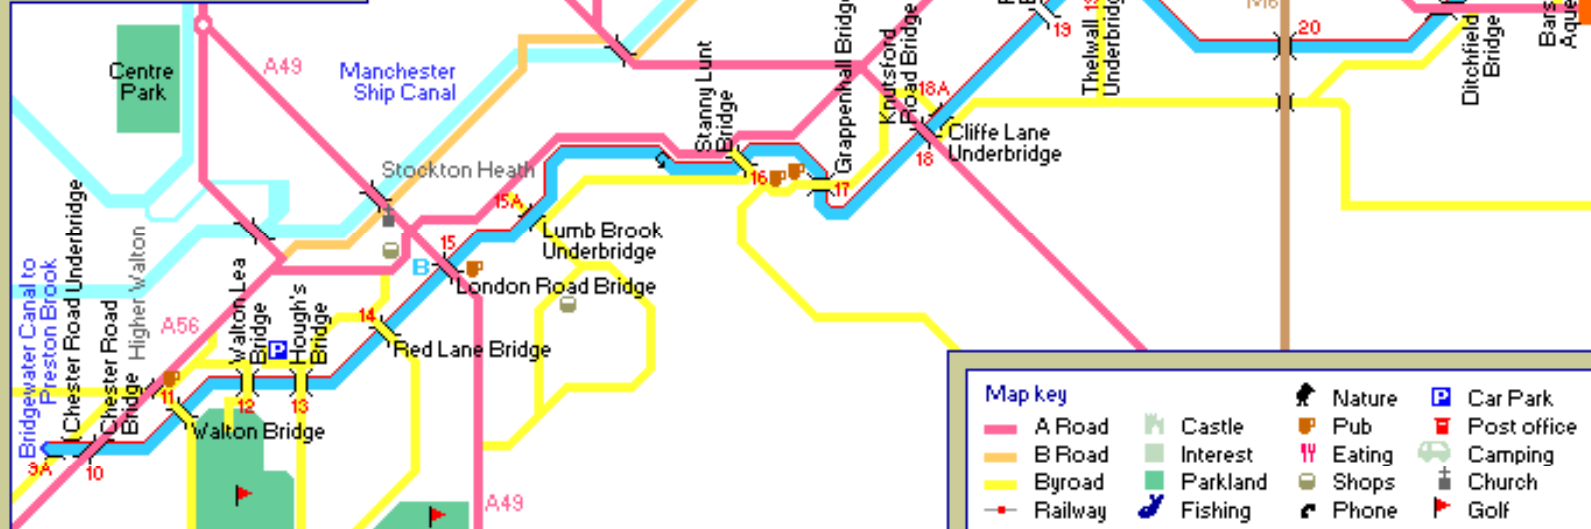 M6
Centre
Park
A49
Manchester
Ship Canal
Stanny Lunt
Bridge
Grappenhall Bridge
Knutsford
Road Bridge
18A
19
Thelwall
Underbridge
20
Ditchfield
Bridge
Bars
Aque
Cliffe Lane
Underbridge
18
Stockton Heath
15A
16
17
Lumb Brook
Underbridge
15
B
London Road Bridge
Bridgewater Canal to
Preston Brook
Chester Road Underbridge
Chester Road
Bridge
Higher Walton
A56
Walton Lea
Bridge
P
Hough's
Bridge
14
Red Lane Bridge
11
12
13
Walton Bridge
9A
10
A49
Map key
A Road
B Road
Byroad
Railway
Castle
Interest
Parkland
Fishing
Nature
Pub
Eating
Shops
Phone
P
Car Park
Post office
Camping
Church
Golf